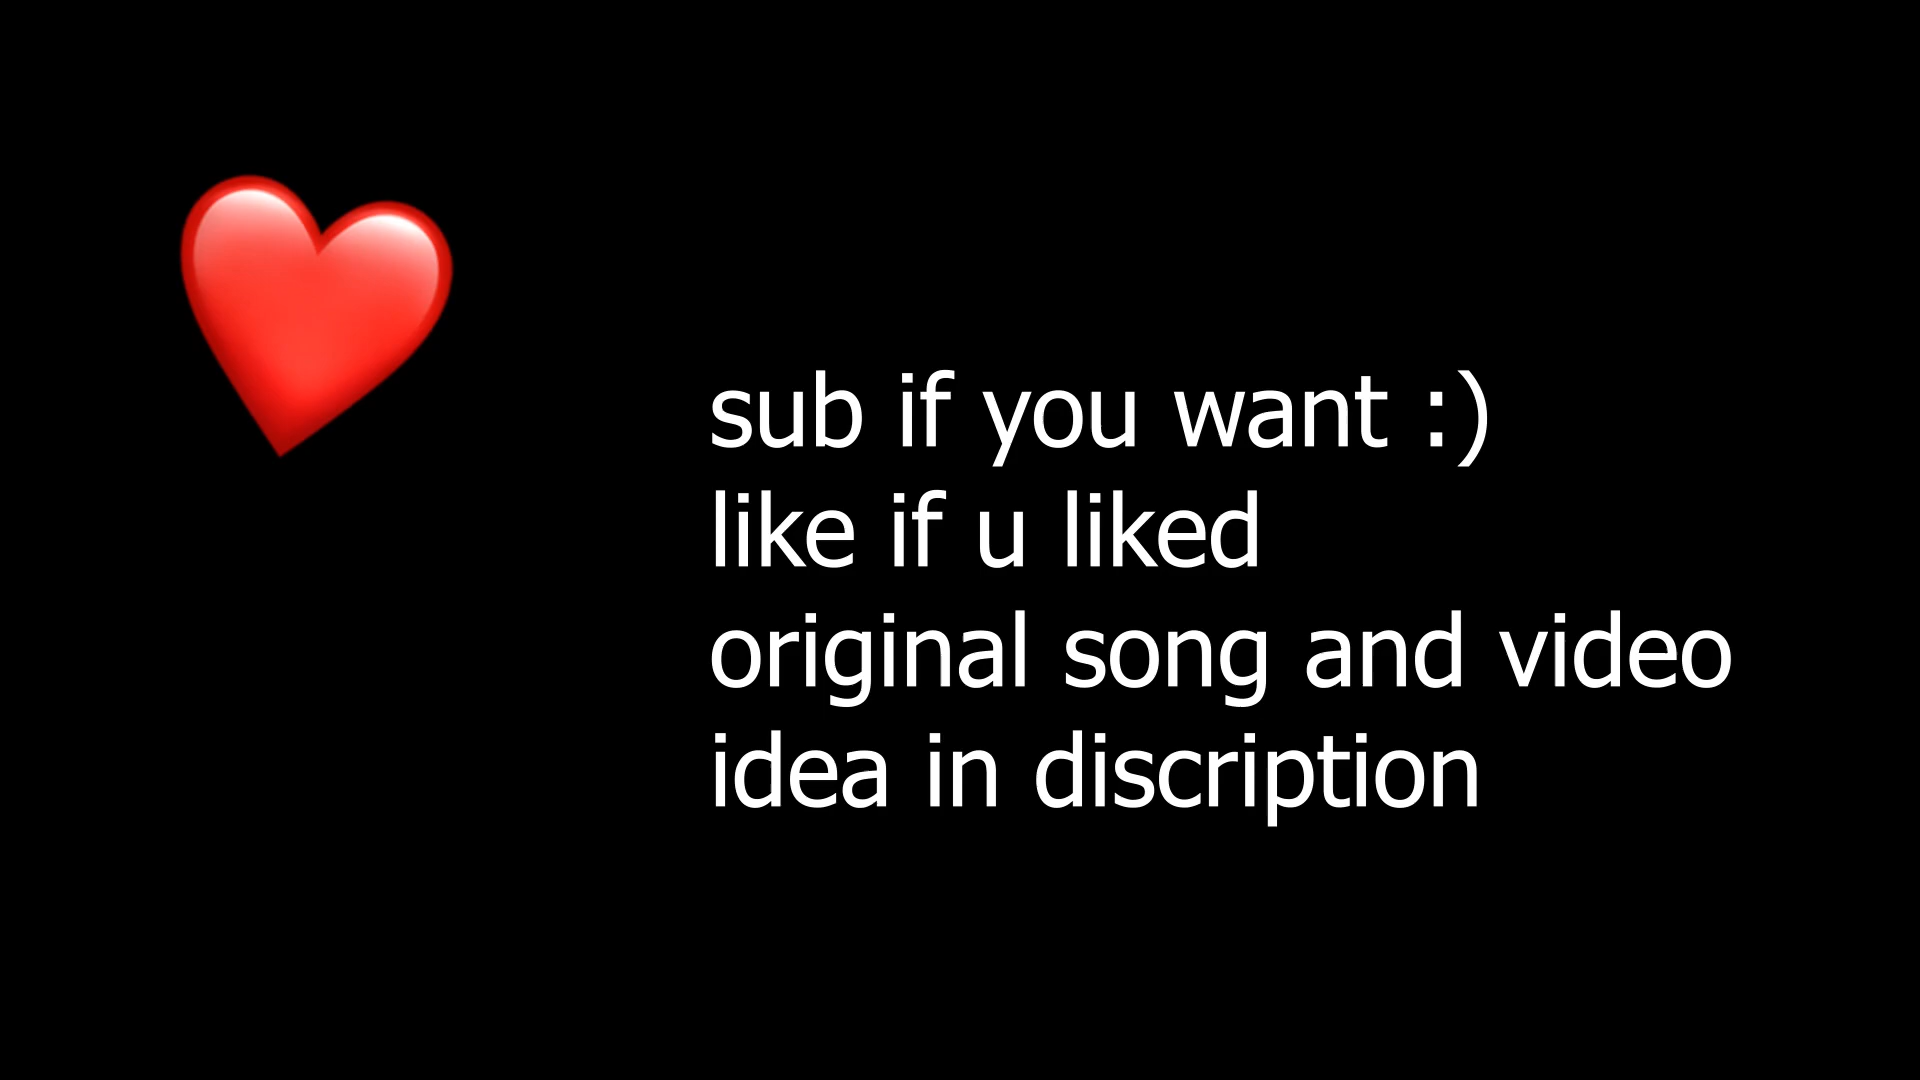 sub if you want :)
like if u liked
original song and video
idea in discription